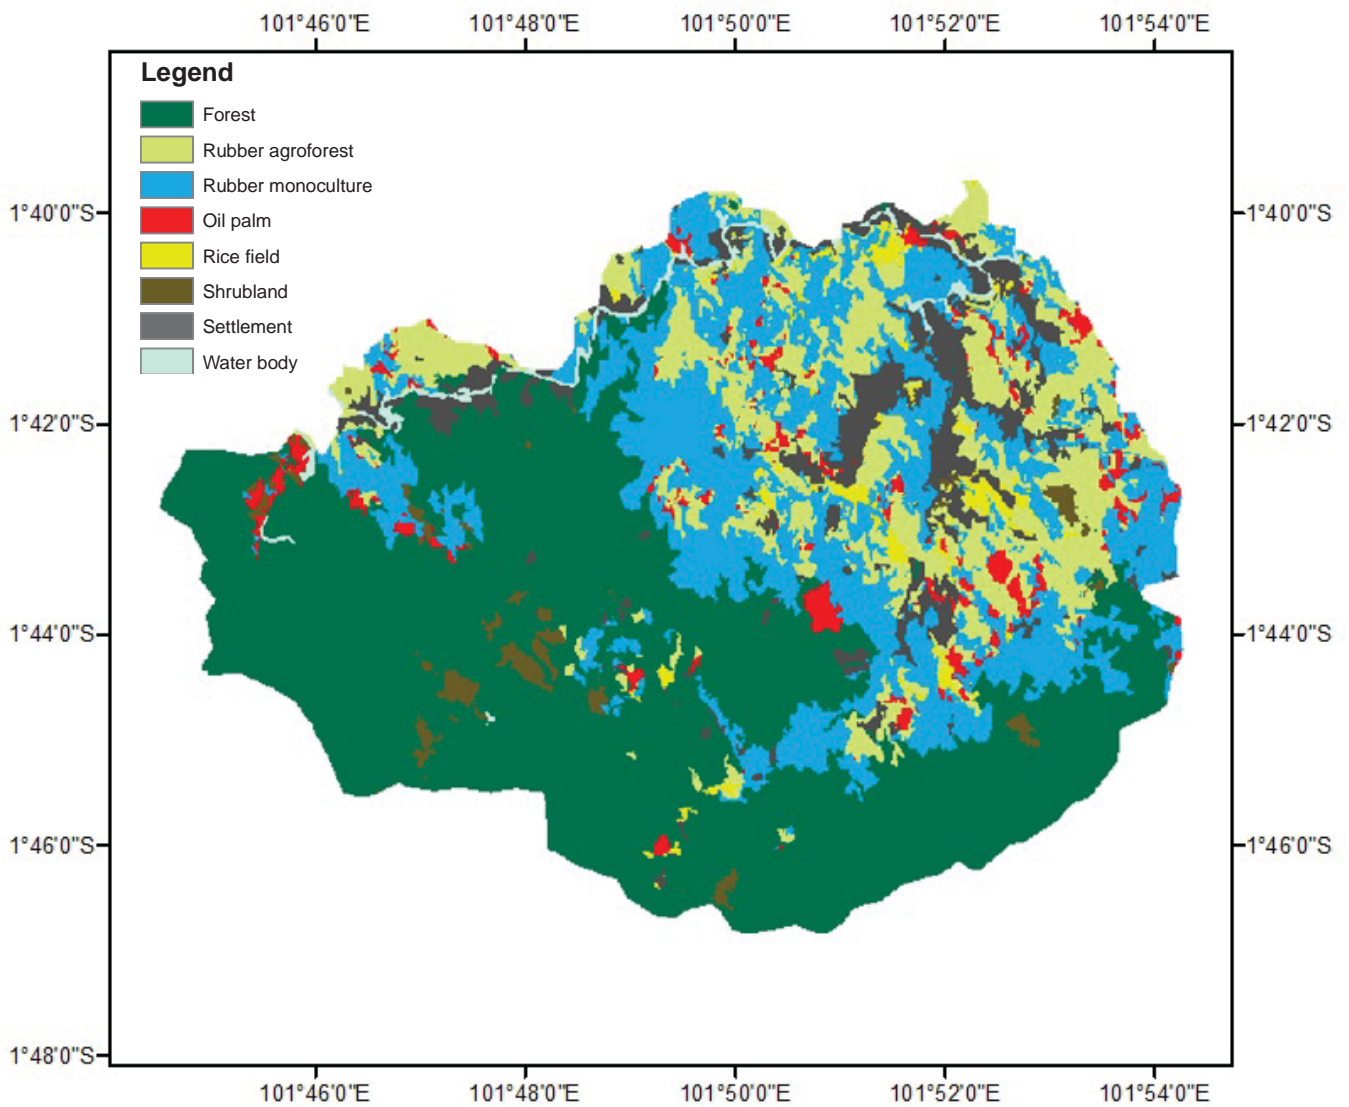 101°46'0"E 101°48'0"E 101°50'0"E 101°52'0"E 101°54'0"E
Legend
Forest
Rubber agroforest
Rubber monoculture
Oil palm
Rice field
Shrubland
Settlement
Water body
1°40'0"S 1°40'0"S
1°42'0"S 1°42'0"S
1°44'0"S 1°44'0"S
1°46'0"S 1°46'0"S
1°48'0"S
101°46'0"E 101°48'0"E 101°50'0"E 101°52'0"E 101°54'0"E